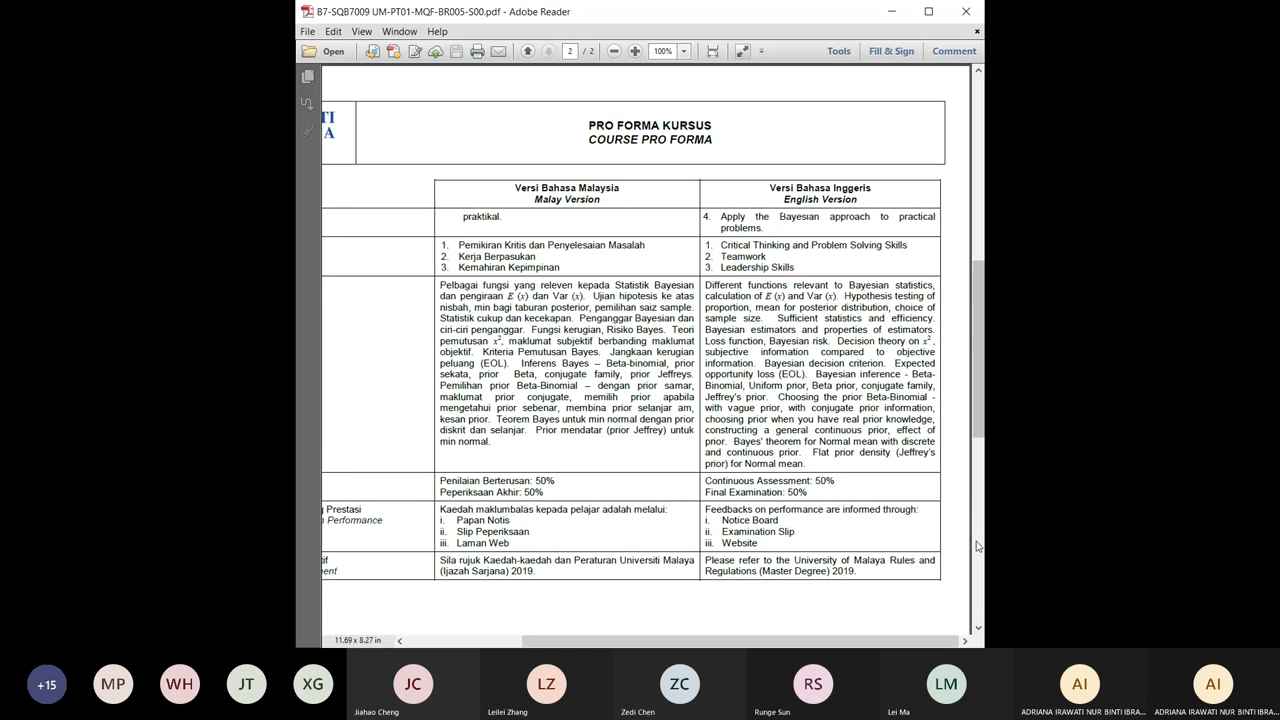 B7-SQB7009 UM-PT01-MQF-BR005-S00.pdf - Adobe Reader
File Edit View Window Help
Open 2 / 2 100% Tools Fill & Sign Comment
TI
A
PRO FORMA KURSUS
COURSE PRO FORMA
Versi Bahasa Malaysia
Malay Version
Versi Bahasa Inggeris
English Version
praktikal.
4. Apply the Bayesian approach to practical
problems.
1. Pemikiran Kritis dan Penyelesaian Masalah
2. Kerja Berpasukan
3. Kemahiran Kepimpinan
1. Critical Thinking and Problem Solving Skills
2. Teamwork
3. Leadership Skills
Pelbagai fungsi yang releven kepada Statistik Bayesian
dan pengiraan E (x) dan Var (x). Ujian hipotesis ke atas
nisbah, min bagi taburan posterior, pemilihan saiz sample.
Statistik cukup dan kecekapan. Penganggar Bayesian dan
ciri-ciri penganggar. Fungsi kerugian, Risiko Bayes. Teori
pemutusan x², maklumat subjektif berbanding maklumat
objektif. Kriteria Pemutusan Bayes. Jangkaan kerugian
peluang (EOL). Inferens Bayes – Beta-binomial, prior
sekata, prior Beta, conjugate family, prior Jeffreys.
Pemilihan prior Beta-Binomial – dengan prior samar,
maklumat prior conjugate, memilih prior apabila
mengetahui prior sebenar, membina prior selanjar am,
kesan prior. Teorem Bayes untuk min normal dengan prior
diskrit dan selanjar. Prior mendatar (prior Jeffrey) untuk
min normal.
Different functions relevant to Bayesian statistics,
calculation of E (x) and Var (x). Hypothesis testing of
proportion, mean for posterior distribution, choice of
sample size. Sufficient statistics and efficiency.
Bayesian estimators and properties of estimators.
Loss function, Bayesian risk. Decision theory on x² ,
subjective information compared to objective
information. Bayesian decision criterion. Expected
opportunity loss (EOL). Bayesian inference - Beta-
Binomial, Uniform prior, Beta prior, conjugate family,
Jeffrey's prior. Choosing the prior Beta-Binomial -
with vague prior, with conjugate prior information,
choosing prior when you have real prior knowledge,
constructing a general continuous prior, effect of
prior. Bayes' theorem for Normal mean with discrete
and continuous prior. Flat prior density (Jeffrey's
prior) for Normal mean.
Penilaian Berterusan: 50%
Peperiksaan Akhir: 50%
Continuous Assessment: 50%
Final Examination: 50%
g Prestasi
n Performance
Kaedah maklumbalas kepada pelajar adalah melalui:
i. Papan Notis
ii. Slip Peperiksaan
iii. Laman Web
Feedbacks on performance are informed through:
i. Notice Board
ii. Examination Slip
iii. Website
tif
ent
Sila rujuk Kaedah-kaedah dan Peraturan Universiti Malaya
(Ijazah Sarjana) 2019.
Please refer to the University of Malaya Rules and
Regulations (Master Degree) 2019.
11.69 x 8.27 in
+15 MP WH JT XG JC LZ ZC RS LM AI AI
Jiahao Cheng Leilei Zhang Zedi Chen Runge Sun Lei Ma ADRIANA IRAWATI NUR BINTI IBRA... ADRIANA IRAWATI NUR BINTI IBRA...